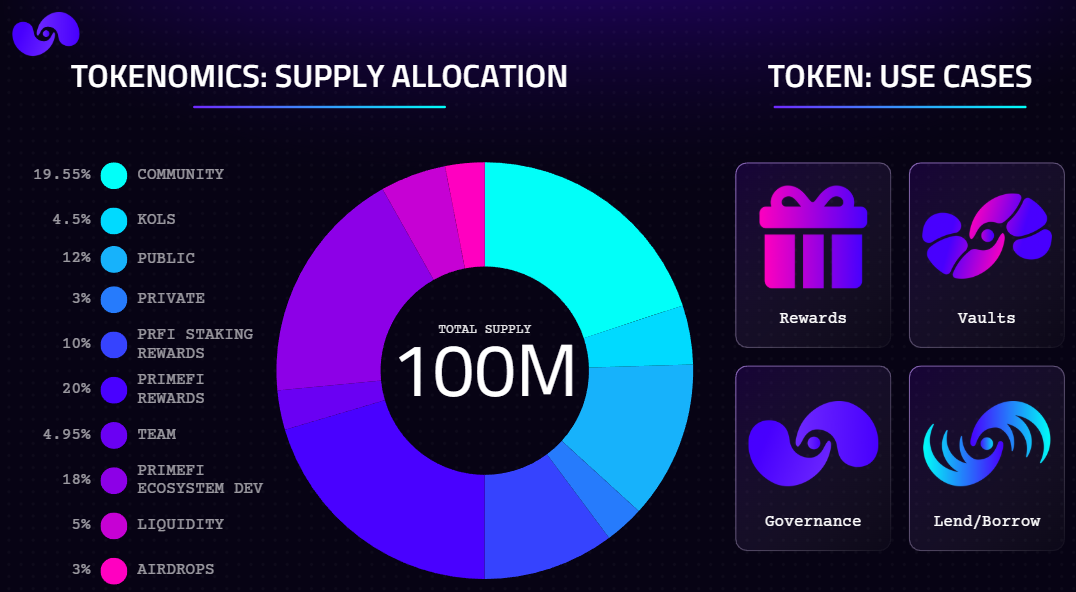 TOKENOMICS: SUPPLY ALLOCATION
19.55% COMMUNITY
4.5% KOLS
12% PUBLIC
3% PRIVATE
10% PRFI STAKING
REWARDS
20% PRIMEFI
REWARDS
4.95% TEAM
18% PRIMEFI
ECOSYSTEM DEV
5% LIQUIDITY
3% AIRDROPS
TOTAL SUPPLY
100M
TOKEN: USE CASES
Rewards
Vaults
Governance
Lend/Borrow